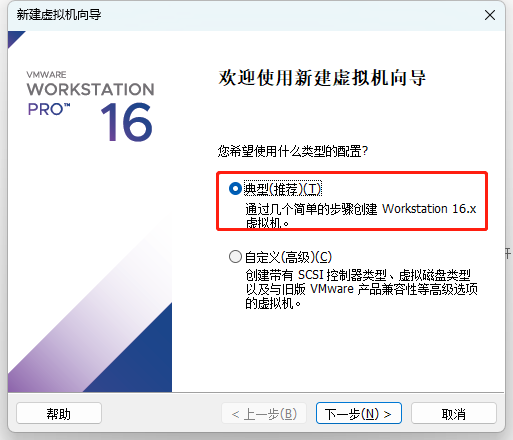 新建虚拟机向导
VMWARE
WORKSTATION
PRO™ 16
欢迎使用新建虚拟机向导
您希望使用什么类型的配置?
典型(推荐)(T)
通过几个简单的步骤创建 Workstation 16.x
虚拟机。
自定义(高级)(C)
创建带有 SCSI 控制器类型、虚拟磁盘类型
以及与旧版 VMware 产品兼容性等高级选项
的虚拟机。
帮助
< 上一步(B)
下一步(N) >
取消